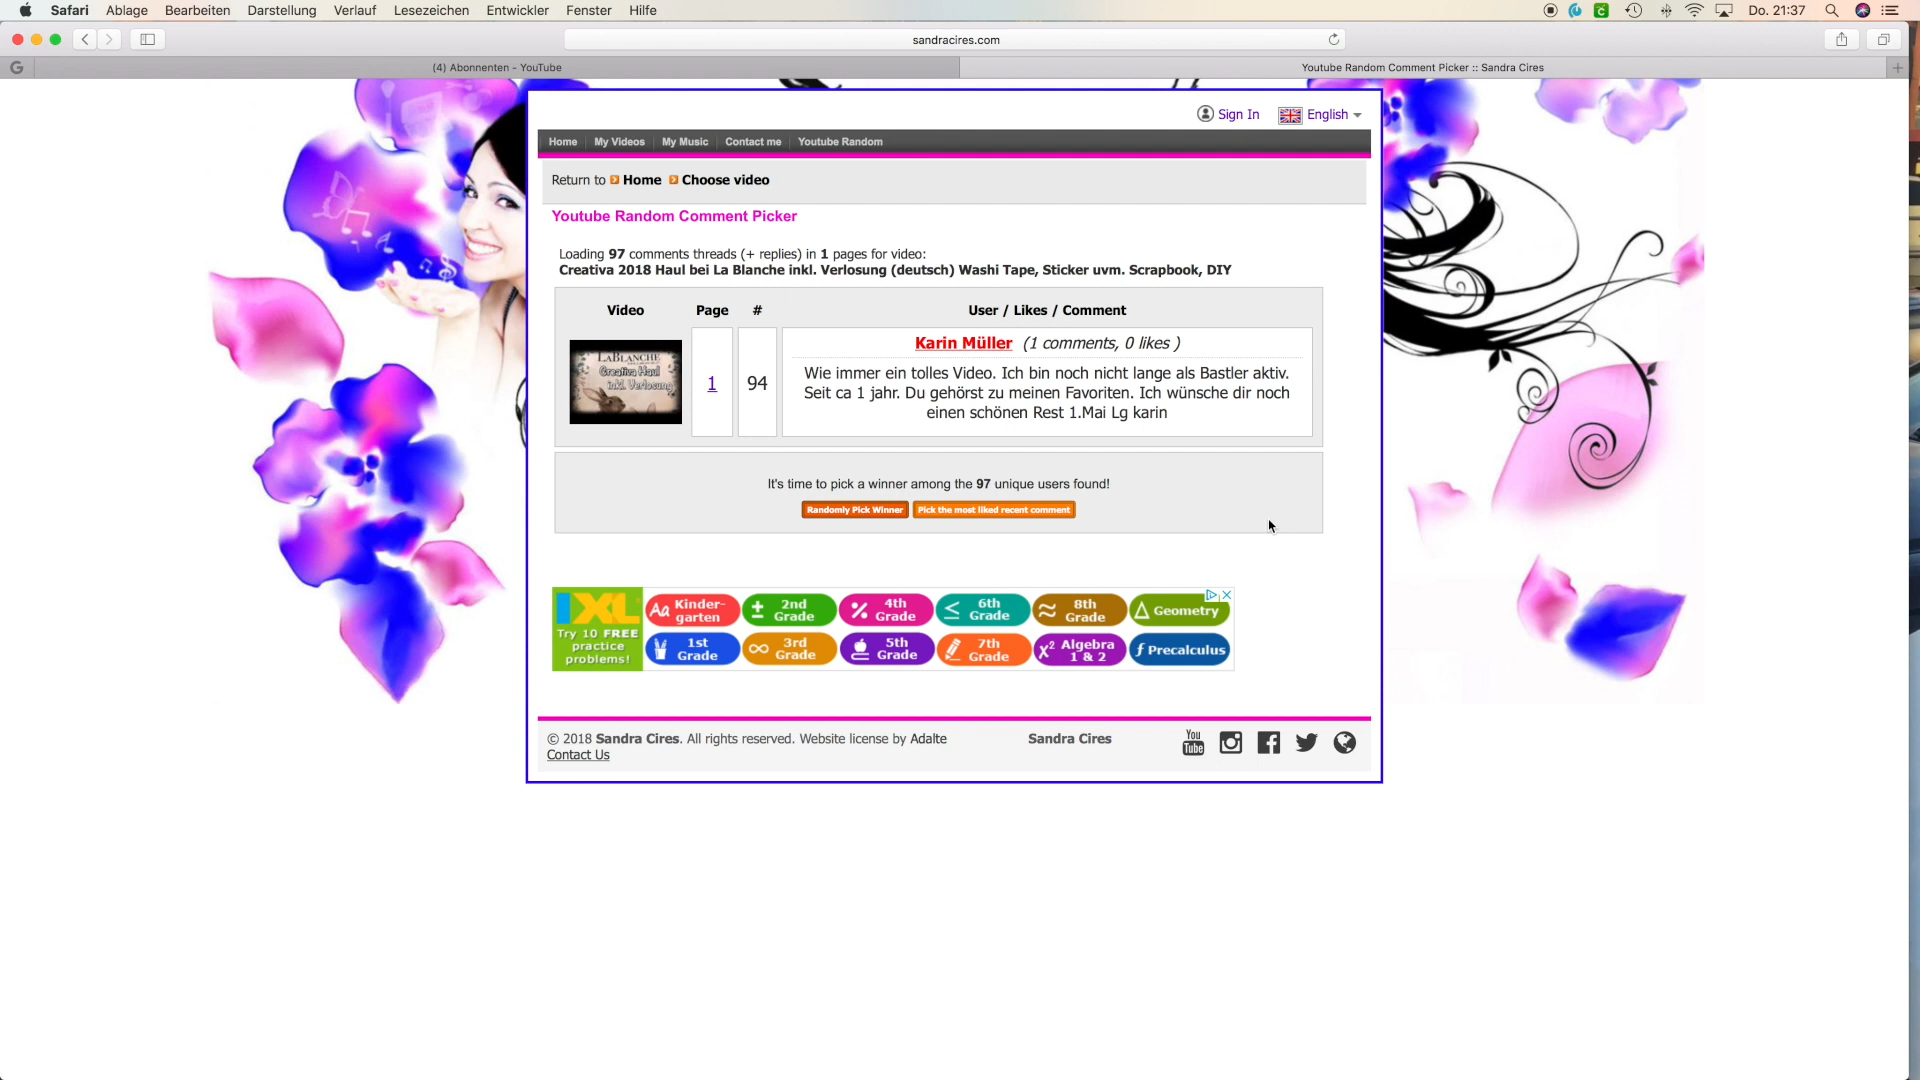 Safari Ablage Bearbeiten Darstellung Verlauf Lesezeichen Entwickler Fenster Hilfe
Do. 21:37
sandracires.com
(4) Abonnenten - YouTube
Youtube Random Comment Picker :: Sandra Cires
Sign In
English
Home
My Videos
My Music
Contact me
Youtube Random
Return to Home Choose video
Youtube Random Comment Picker
Loading 97 comments threads (+ replies) in 1 pages for video:
Creativa 2018 Haul bei La Blanche inkl. Verlosung (deutsch) Washi Tape, Sticker uvm. Scrapbook, DIY
Video
Page
#
User / Likes / Comment
LABLANCHE
Creativa Haul
inkl. Verlosung
1
94
Karin Müller (1 comments, 0 likes )
Wie immer ein tolles Video. Ich bin noch nicht lange als Bastler aktiv.
Seit ca 1 jahr. Du gehörst zu meinen Favoriten. Ich wünsche dir noch
einen schönen Rest 1.Mai Lg karin
It's time to pick a winner among the 97 unique users found!
Randomly Pick Winner
Pick the most liked recent comment
IXL
Try 10 FREE
practice
problems!
Aa Kinder-
garten
± 2nd
Grade
% 4th
Grade
≤ 6th
Grade
≈ 8th
Grade
Δ Geometry
1st
Grade
∞ 3rd
Grade
5th
Grade
7th
Grade
x² Algebra
1 & 2
f Precalculus
© 2018 Sandra Cires. All rights reserved. Website license by Adalte
Contact Us
Sandra Cires
You
Tube